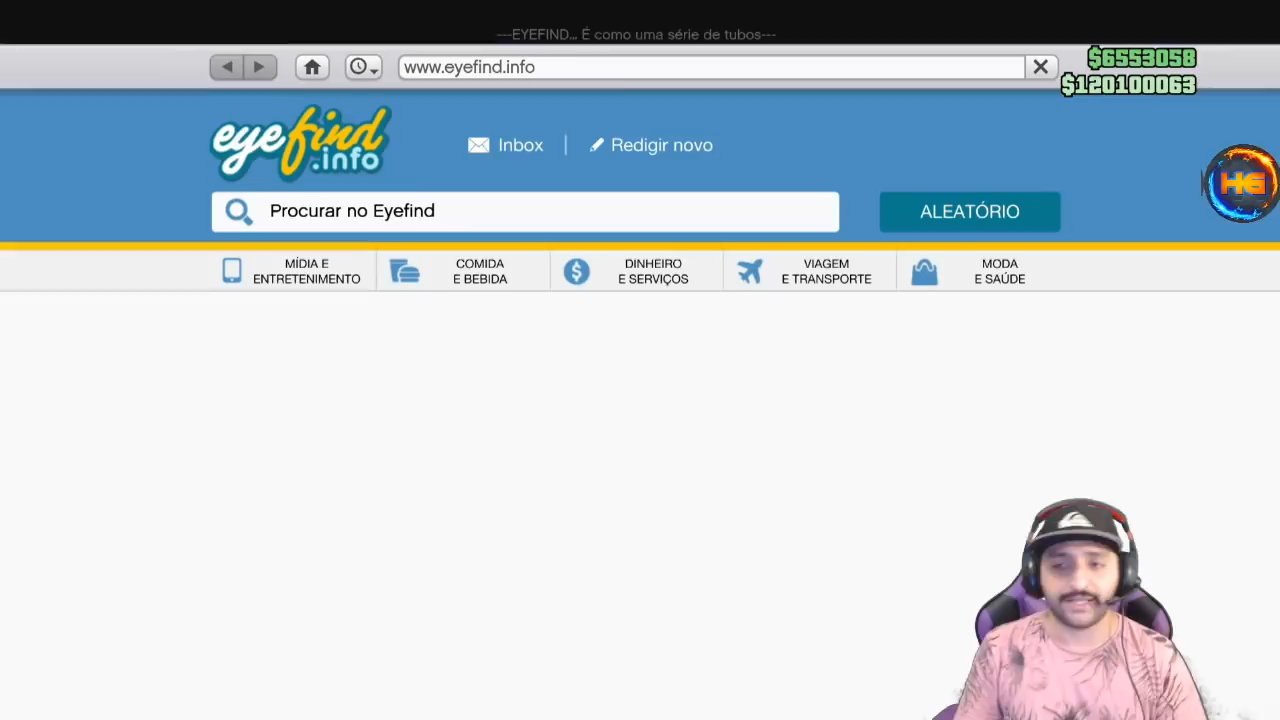 ---EYEFIND... É como uma série de tubos---
www.eyefind.info
$6553058
$120100063
eyefind
.info
Inbox
Redigir novo
H6
Procurar no Eyefind
ALEATÓRIO
MÍDIA E
ENTRETENIMENTO
COMIDA
E BEBIDA
DINHEIRO
E SERVIÇOS
VIAGEM
E TRANSPORTE
MODA
E SAÚDE